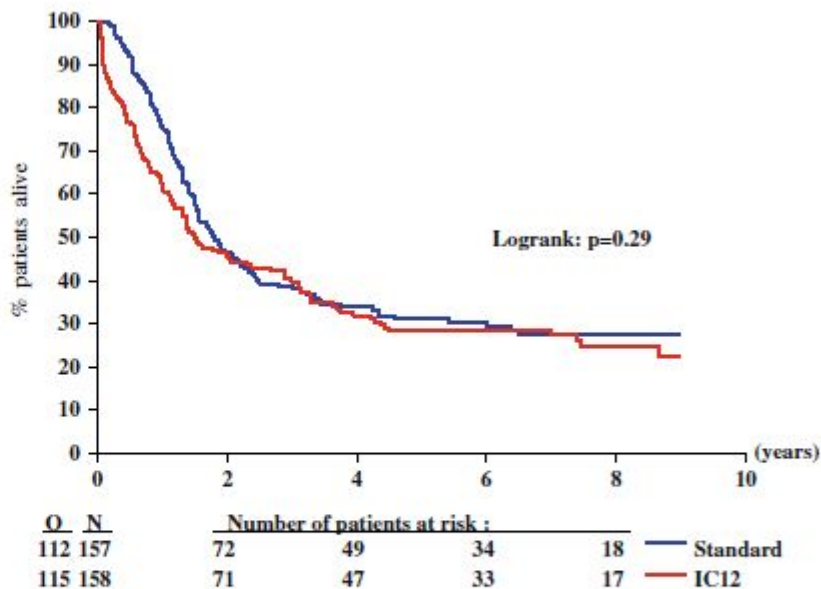 100
90
80
70
60
50
40
30
20
10
0
% patients alive
Logrank: p=0.29
0 2 4 6 8 10
(years)
O N Number of patients at risk :
112 157 72 49 34 18 Standard
115 158 71 47 33 17 IC12